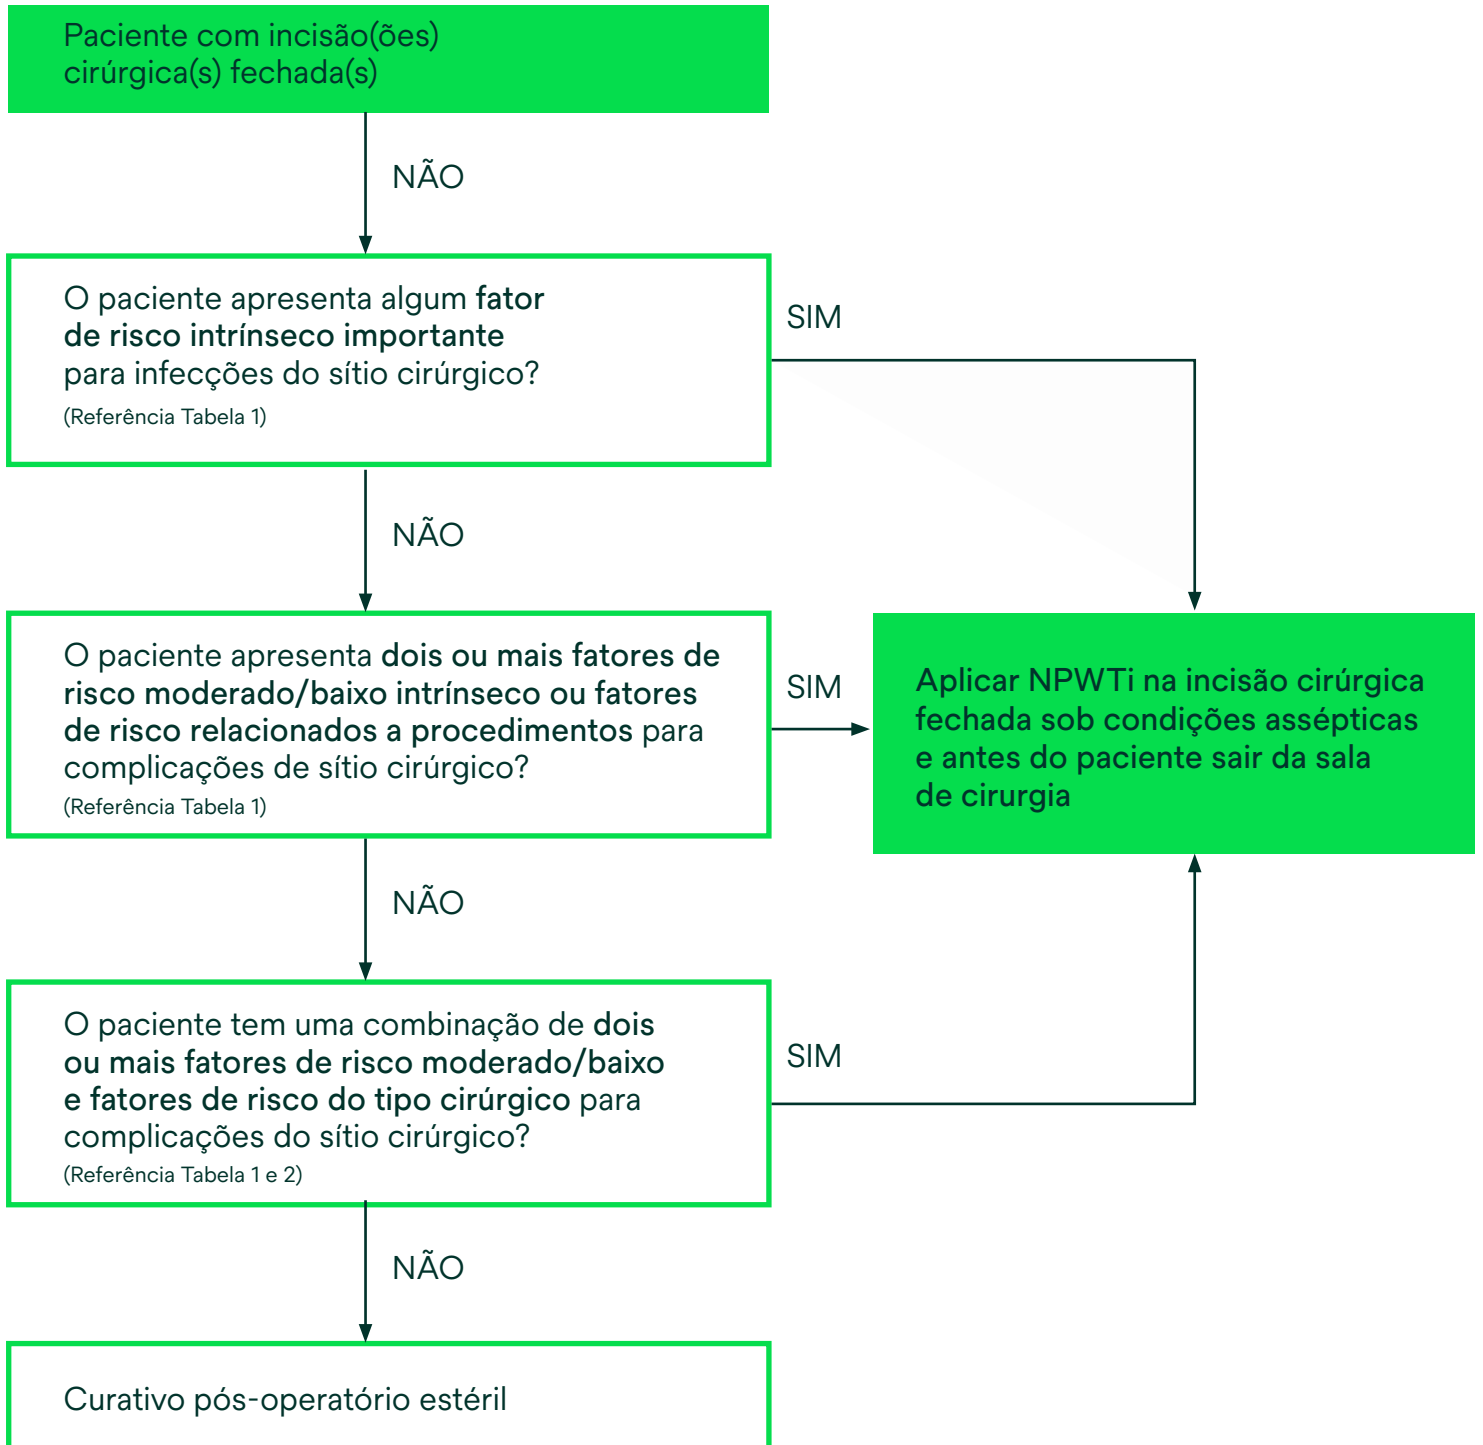 Paciente com incisão(ões)
cirúrgica(s) fechada(s)
NÃO
O paciente apresenta algum fator
de risco intrínseco importante
para infecções do sítio cirúrgico?
(Referência Tabela 1)
SIM
NÃO
O paciente apresenta dois ou mais fatores de
risco moderado/baixo intrínseco ou fatores
de risco relacionados a procedimentos para
complicações de sítio cirúrgico?
(Referência Tabela 1)
SIM
Aplicar NPWTi na incisão cirúrgica
fechada sob condições assépticas
e antes do paciente sair da sala
de cirurgia
NÃO
O paciente tem uma combinação de dois
ou mais fatores de risco moderado/baixo
e fatores de risco do tipo cirúrgico para
complicações do sítio cirúrgico?
(Referência Tabela 1 e 2)
SIM
NÃO
Curativo pós-operatório estéril